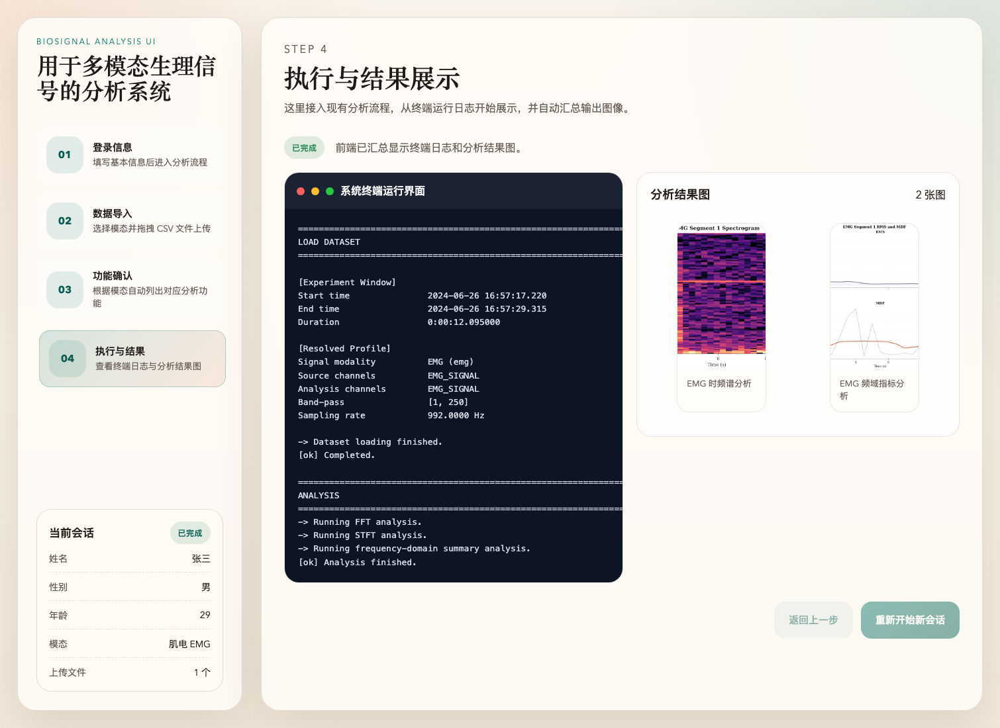 BIOSIGNAL ANALYSIS UI
用于多模态生理信
号的分析系统
01
登录信息
填写基本信息后进入分析流程
02
数据导入
选择模态并拖拽 CSV 文件上传
03
功能确认
根据模态自动列出对应分析功
能
04
执行与结果
查看终端日志与分析结果图
当前会话
已完成
姓名 张三
性别 男
年龄 29
模态 肌电 EMG
上传文件 1 个
STEP 4
执行与结果展示
这里接入现有分析流程，从终端运行日志开始展示，并自动汇总输出图像。
已完成 前端已汇总显示终端日志和分析结果图。
系统终端运行界面
===============================================================
LOAD DATASET
===============================================================
[Experiment Window]
Start time 2024-06-26 16:57:17.220
End time 2024-06-26 16:57:29.315
Duration 0:00:12.095000
[Resolved Profile]
Signal modality EMG (emg)
Source channels EMG_SIGNAL
Analysis channels EMG_SIGNAL
Band-pass [1, 250]
Sampling rate 992.0000 Hz
-> Dataset loading finished.
[ok] Completed.
===============================================================
ANALYSIS
===============================================================
-> Running FFT analysis.
-> Running STFT analysis.
-> Running frequency-domain summary analysis.
[ok] Analysis finished.
分析结果图
2 张图
MG Segment 1 Spectrogram
6
Time (s)
EMG 时频谱分析
EMG Segment 1 RMS and MDF
RMS
MDF
Time (s)
EMG 频域指标分
析
返回上一步
重新开始新会话